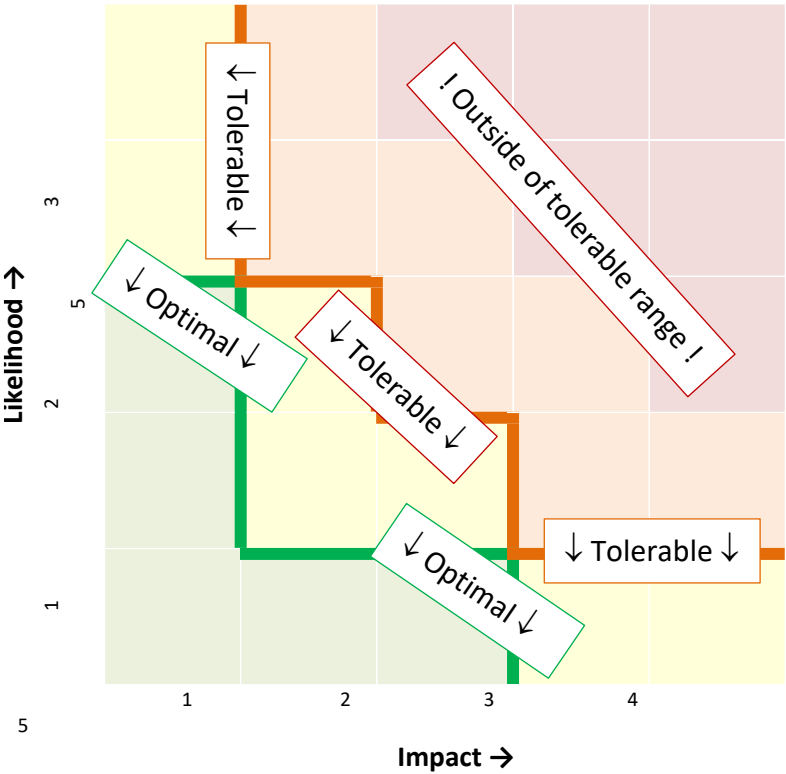 ↓ Tolerable ↓
! Outside of tolerable range !
3
Likelihood →
5
↓ Optimal ↓
↓ Tolerable ↓
2
↓ Optimal ↓
↓ Tolerable ↓
1
1 2 3 4
5
Impact →